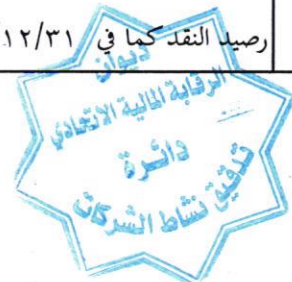 رصيد النقد كما في ١٢/٣١
ديوان
الرقابة المالية الاتحادي
دائرة
تدقيق نشاط الشركات